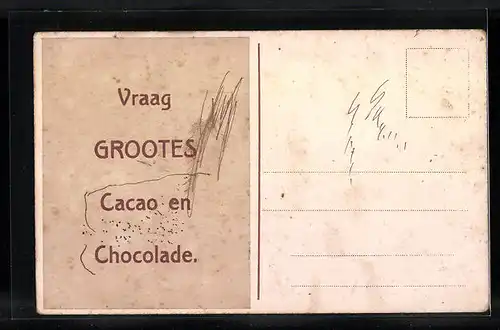 Vraag
GROOTES
Cacao en
Chocolade.